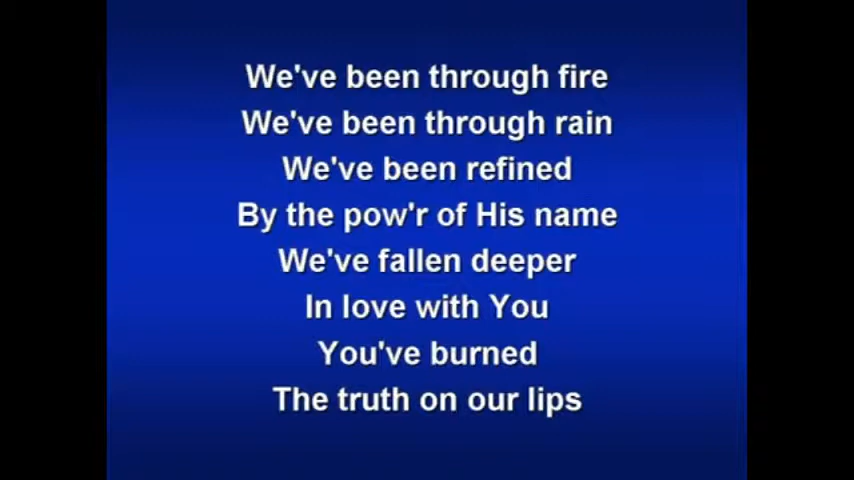 We've been through fire
We've been through rain
We've been refined
By the pow'r of His name
We've fallen deeper
In love with You
You've burned
The truth on our lips